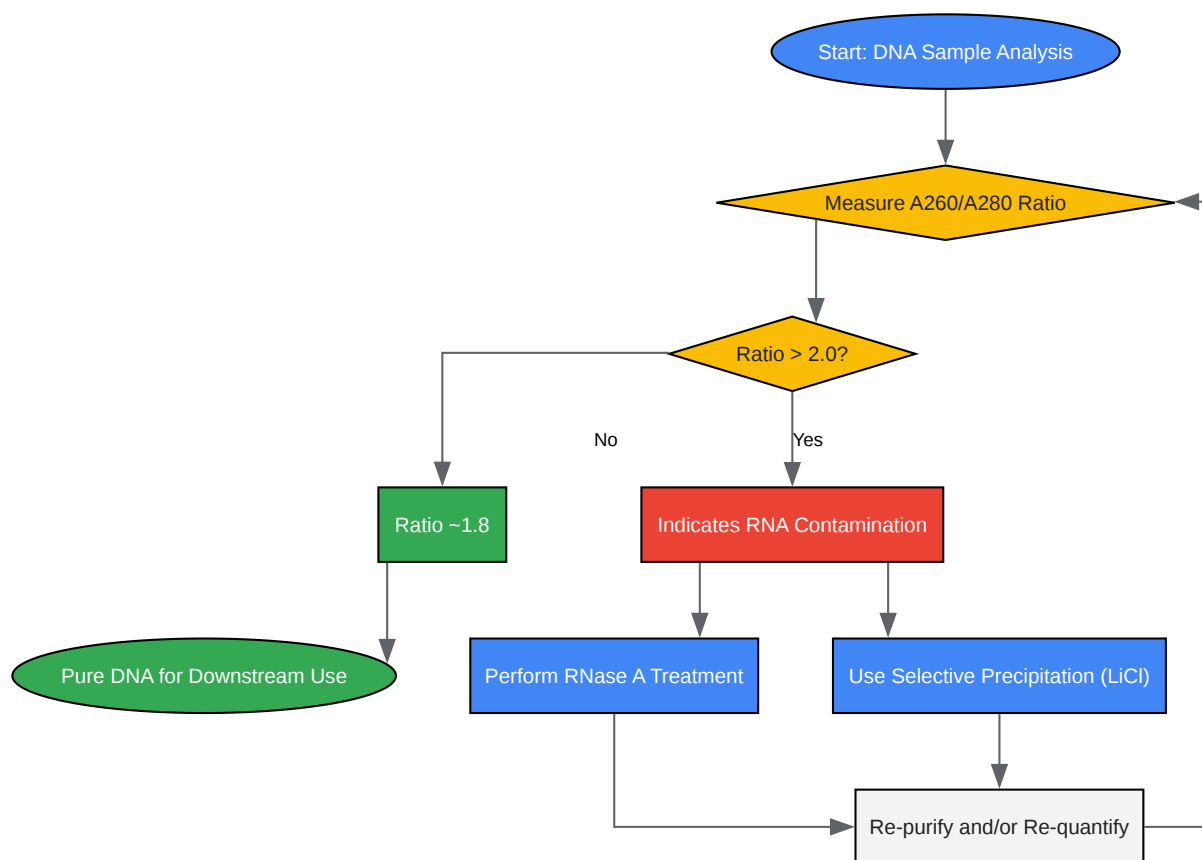 Start: DNA Sample Analysis
Measure A260/A280 Ratio
Ratio > 2.0?
No
Yes
Ratio ~1.8
Indicates RNA Contamination
Pure DNA for Downstream Use
Perform RNase A Treatment
Use Selective Precipitation (LiCl)
Re-purify and/or Re-quantify